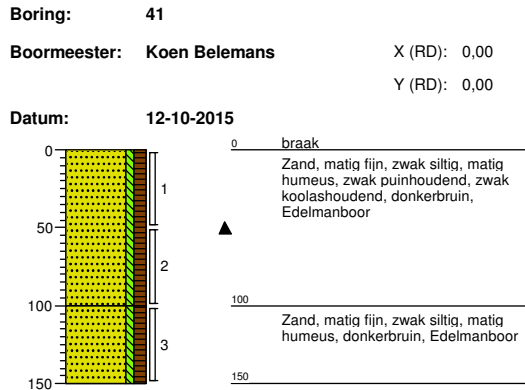 Boring: 41
Boormeester: Koen Belemans X (RD): 0,00
Y (RD): 0,00
Datum: 12-10-2015
0
50
100
150
1
2
3
0 braak
Zand, matig fijn, zwak siltig, matig
humeus, zwak puinhoudend, zwak
koolashoudend, donkerbruin,
Edelmanboor
100
Zand, matig fijn, zwak siltig, matig
humeus, donkerbruin, Edelmanboor
150